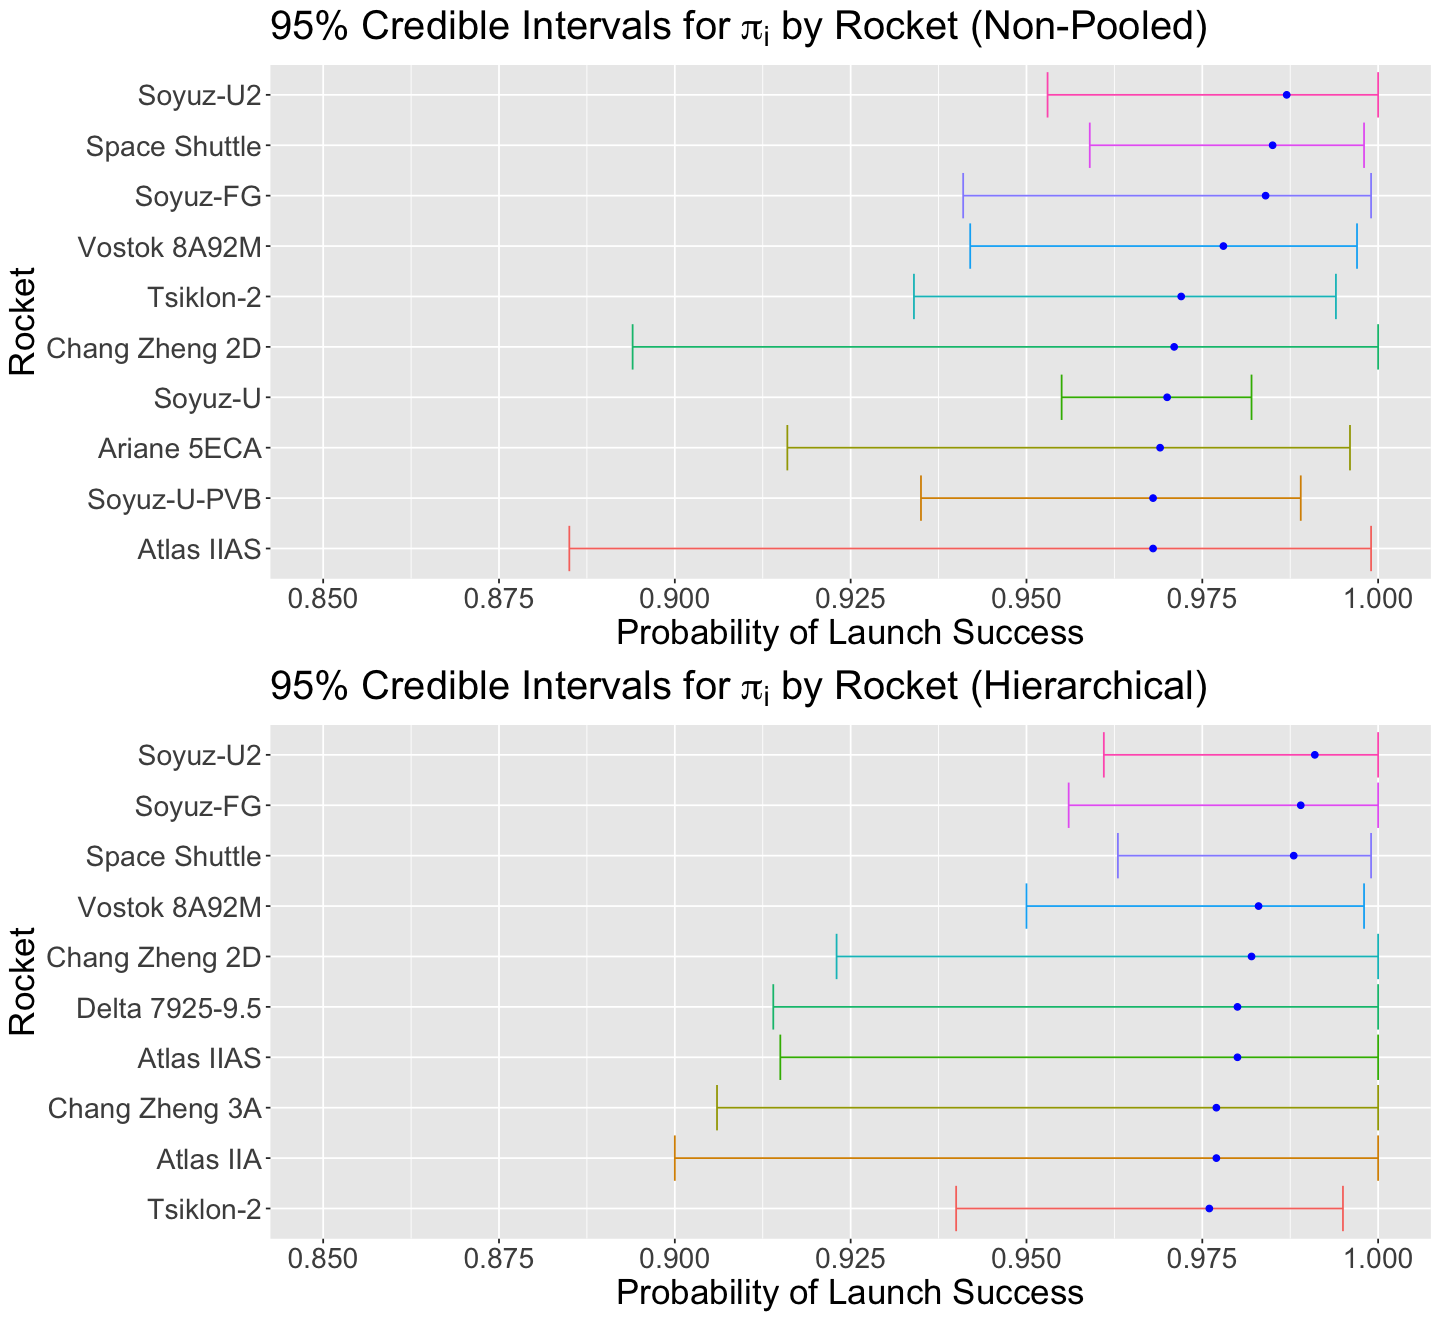 95% Credible Intervals for πi by Rocket (Non-Pooled)
Rocket
Soyuz-U2
Space Shuttle
Soyuz-FG
Vostok 8A92M
Tsiklon-2
Chang Zheng 2D
Soyuz-U
Ariane 5ECA
Soyuz-U-PVB
Atlas IIAS
0.850 0.875 0.900 0.925 0.950 0.975 1.000
Probability of Launch Success
95% Credible Intervals for πi by Rocket (Hierarchical)
Rocket
Soyuz-U2
Soyuz-FG
Space Shuttle
Vostok 8A92M
Chang Zheng 2D
Delta 7925-9.5
Atlas IIAS
Chang Zheng 3A
Atlas IIA
Tsiklon-2
0.850 0.875 0.900 0.925 0.950 0.975 1.000
Probability of Launch Success